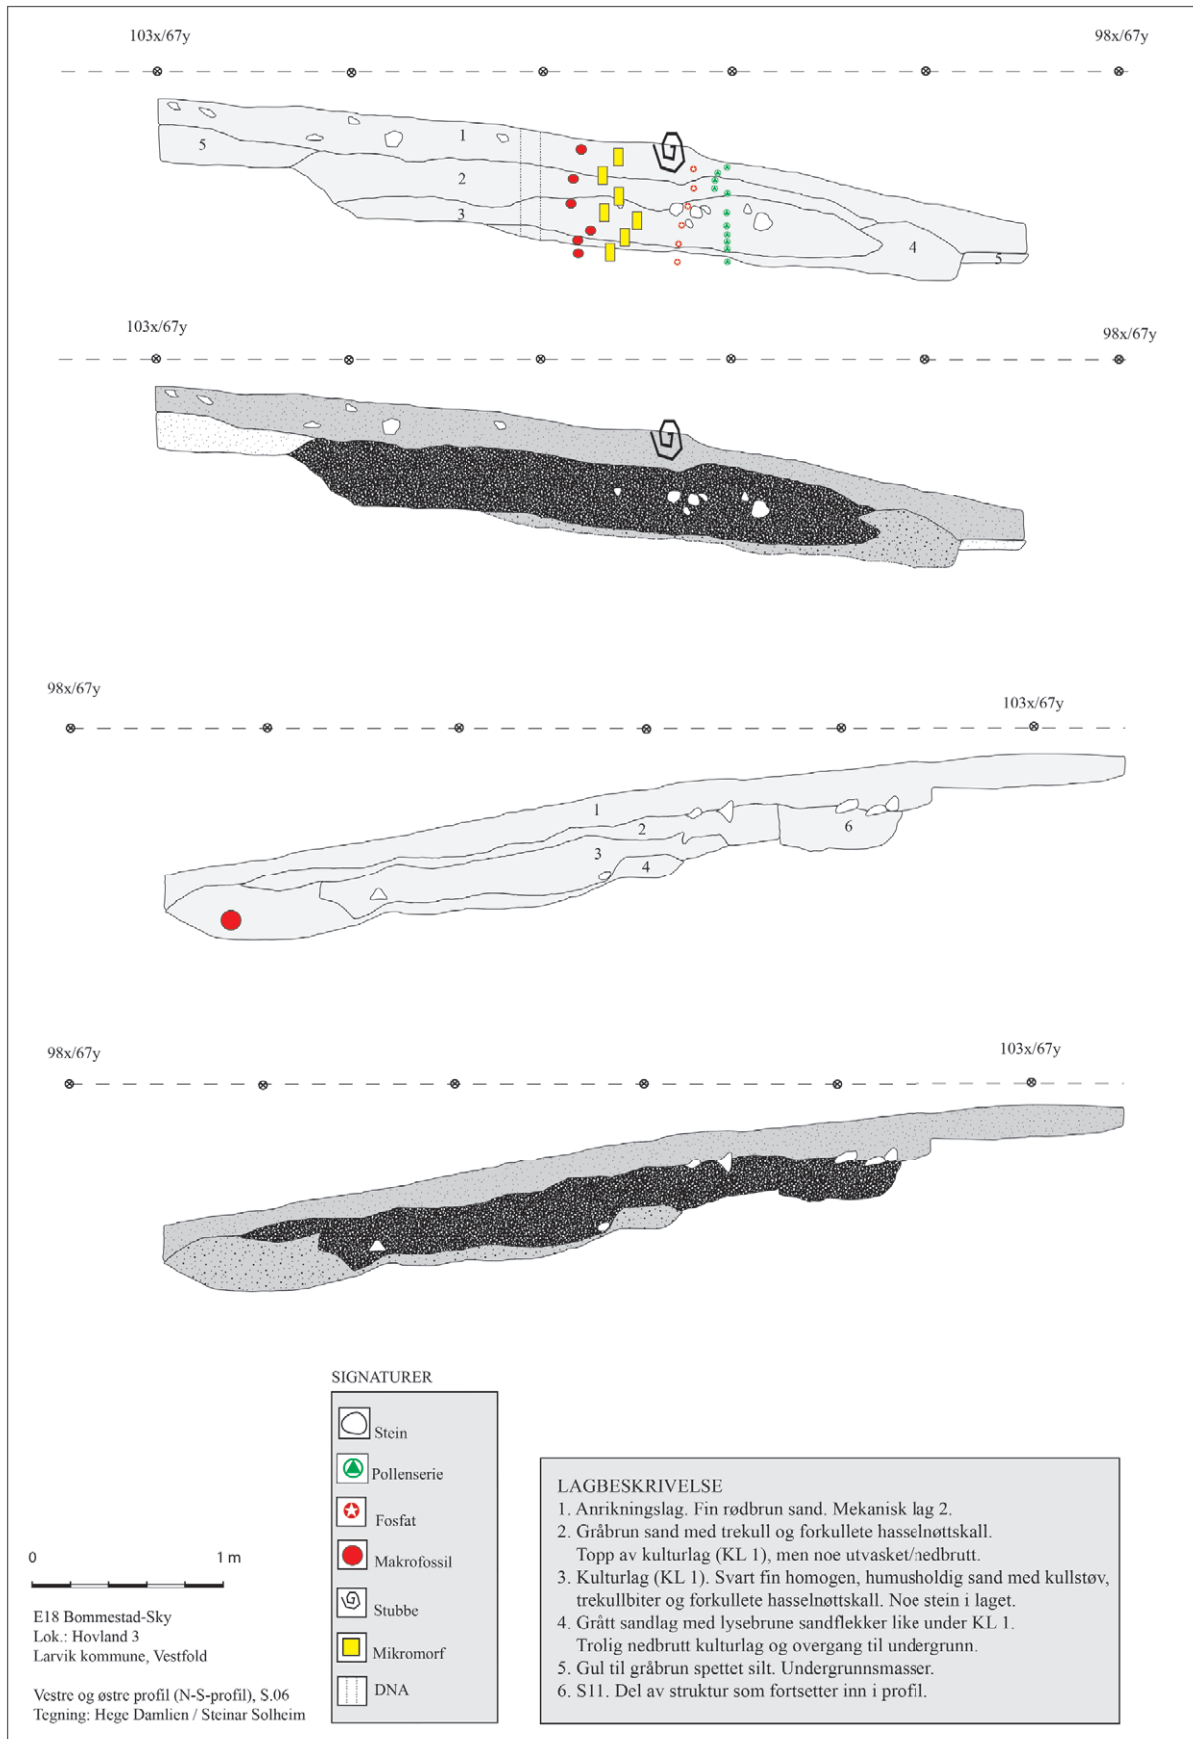 103x/67y 98x/67y
5 1
2
3
4
5
103x/67y 98x/67y
98x/67y 103x/67y
1
2
6
3
4
98x/67y 103x/67y
SIGNATURER
Stein
Pollenserie
Fosfat
Makrofossil
Stubbe
Mikromorf
DNA
LAGBESKRIVELSE
1. Anrikningslag. Fin rødbrun sand. Mekanisk lag 2.
2. Gråbrun sand med trekull og forkullete hasselnøttskall.
Topp av kulturlag (KL 1), men noe utvasket/nedbrutt.
3. Kulturlag (KL 1). Svart fin homogen, humusholdig sand med kullstøv,
trekullbiter og forkullete hasselnøttskall. Noe stein i laget.
4. Grått sandlag med lysebrune sandflekker like under KL 1.
Trolig nedbrutt kulturlag og overgang til undergrunn.
5. Gul til gråbrun spettet silt. Undergrunnsmasser.
6. S11. Del av struktur som fortsetter inn i profil.
0 1 m
E18 Bommestad-Sky
Lok.: Hovland 3
Larvik kommune, Vestfold
Vestre og østre profil (N-S-profil), S.06
Tegning: Hege Damlien / Steinar Solheim